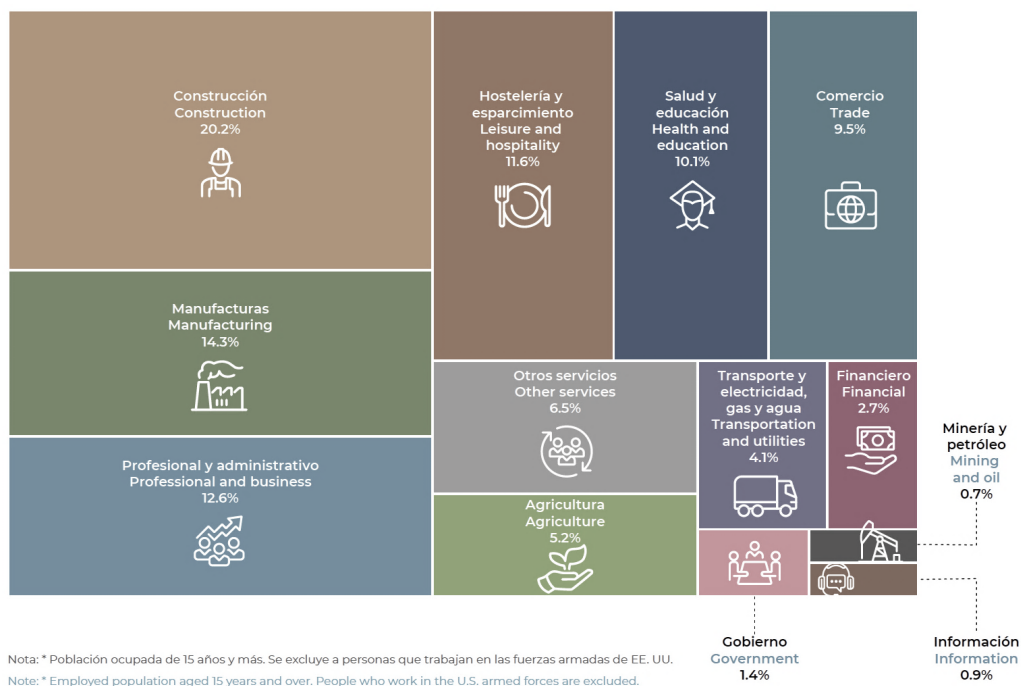 Construcción
Construction
20.2%
Hostelería y
esparcimiento
Leisure and
hospitality
11.6%
Salud y
educación
Health and
education
10.1%
Comercio
Trade
9.5%
Manufacturas
Manufacturing
14.3%
Otros servicios
Other services
6.5%
Transporte y
electricidad,
gas y agua
Transportation
and utilities
4.1%
Financiero
Financial
2.7%
Minería y
petróleo
Mining
and oil
0.7%
Profesional y administrativo
Professional and business
12.6%
Agricultura
Agriculture
5.2%
Gobierno
Government
1.4%
Información
Information
0.9%
Nota: * Población ocupada de 15 años y más. Se excluye a personas que trabajan en las fuerzas armadas de EE. UU.
Note: * Employed population aged 15 years and over. People who work in the U.S. armed forces are excluded.